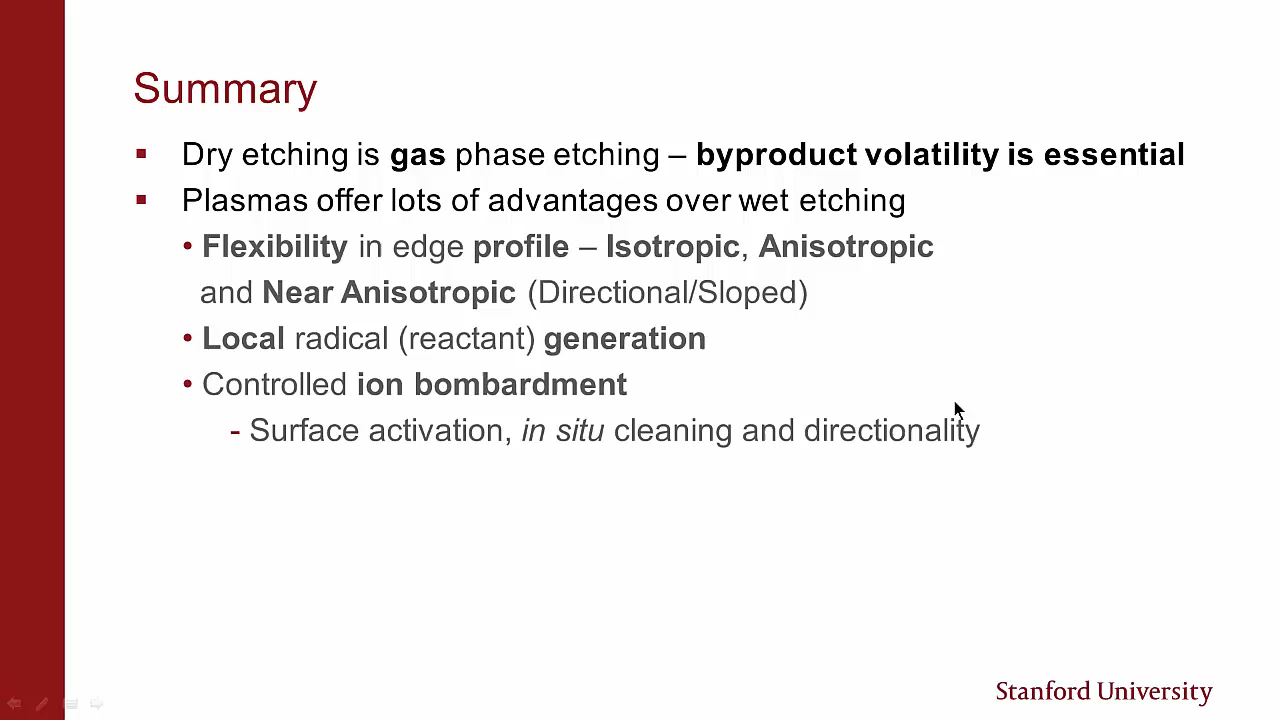 Summary
▪ Dry etching is gas phase etching – byproduct volatility is essential
▪ Plasmas offer lots of advantages over wet etching
• Flexibility in edge profile – Isotropic, Anisotropic
and Near Anisotropic (Directional/Sloped)
• Local radical (reactant) generation
• Controlled ion bombardment
- Surface activation, in situ cleaning and directionality
Stanford University